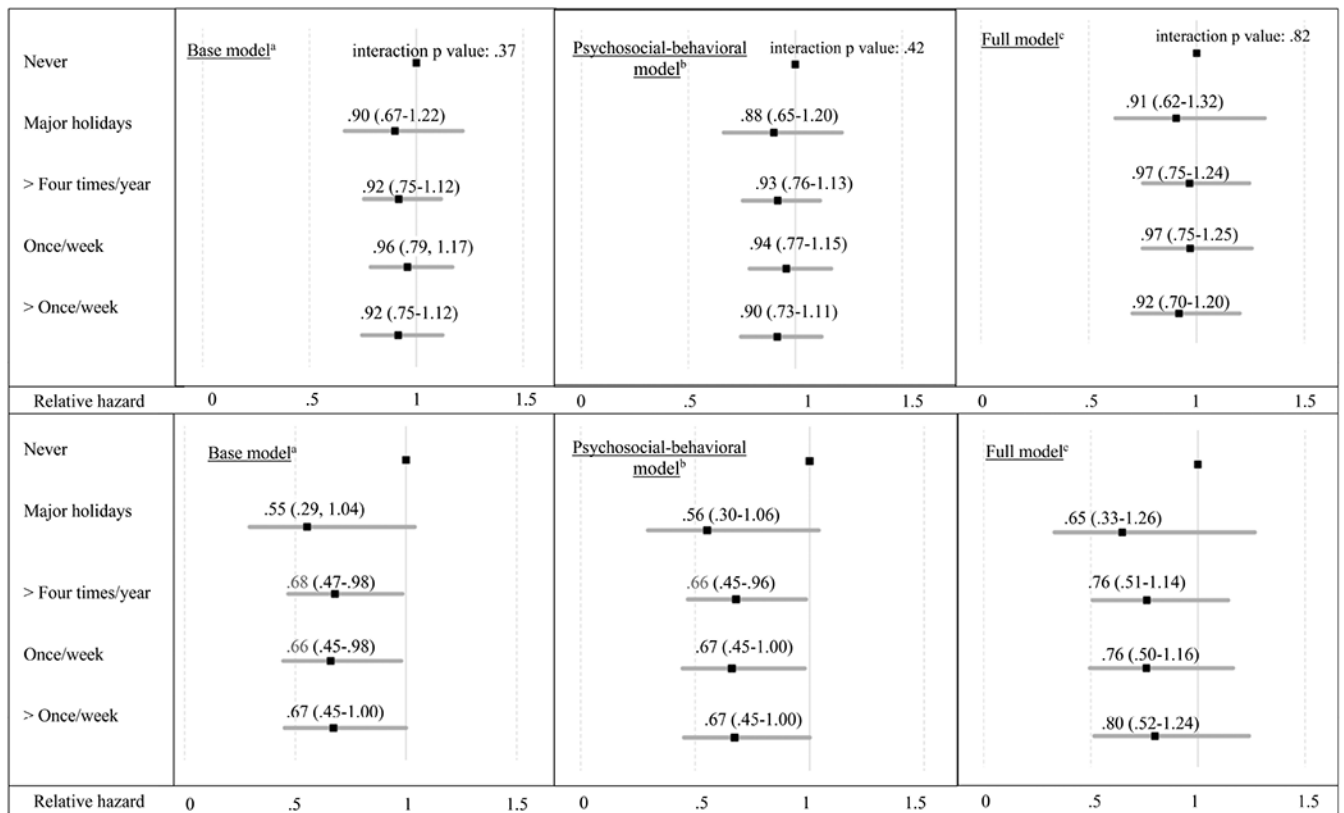 Never
Major holidays
> Four times/year
Once/week
> Once/week
Base modelᵃ
interaction p value: .37
.90 (.67-1.22)
.92 (.75-1.12)
.96 (.79, 1.17)
.92 (.75-1.12)
Psychosocial-behavioral
modelᵇ
interaction p value: .42
.88 (.65-1.20)
.93 (.76-1.13)
.94 (.77-1.15)
.90 (.73-1.11)
Full modelᶜ
interaction p value: .82
.91 (.62-1.32)
.97 (.75-1.24)
.97 (.75-1.25)
.92 (.70-1.20)
Relative hazard
0 .5 1 1.5
0 .5 1 1.5
0 .5 1 1.5
Never
Major holidays
> Four times/year
Once/week
> Once/week
Base modelᵃ
.55 (.29, 1.04)
.68 (.47-.98)
.66 (.45-.98)
.67 (.45-1.00)
Psychosocial-behavioral
modelᵇ
.56 (.30-1.06)
.66 (.45-.96)
.67 (.45-1.00)
.67 (.45-1.00)
Full modelᶜ
.65 (.33-1.26)
.76 (.51-1.14)
.76 (.50-1.16)
.80 (.52-1.24)
Relative hazard
0 .5 1 1.5
0 .5 1 1.5
0 .5 1 1.5